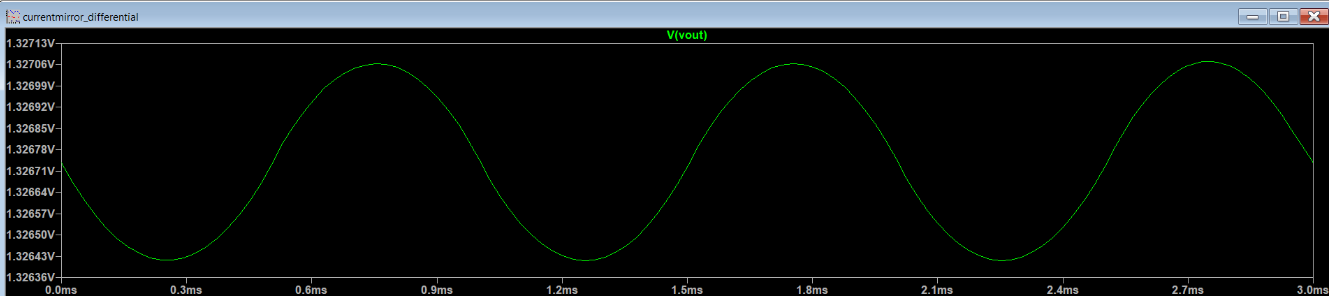 currentmirror_differential
V(vout)
1.32713V
1.32706V
1.32699V
1.32692V
1.32685V
1.32678V
1.32671V
1.32664V
1.32657V
1.32650V
1.32643V
1.32636V
0.0ms 0.3ms 0.6ms 0.9ms 1.2ms 1.5ms 1.8ms 2.1ms 2.4ms 2.7ms 3.0ms